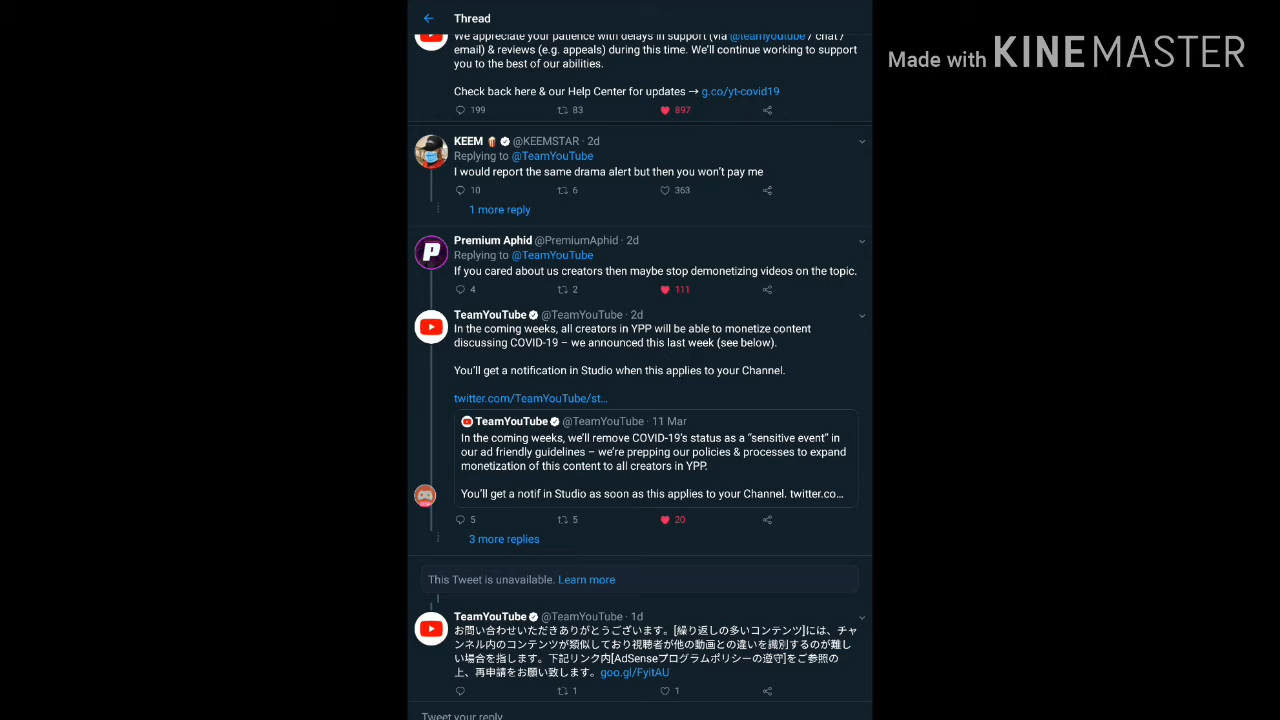 Thread
We appreciate your patience with delays in support (via @teamyoutube / chat /
email) & reviews (e.g. appeals) during this time. We'll continue working to support
you to the best of our abilities.
Check back here & our Help Center for updates → g.co/yt-covid19
199 83 897
KEEM @KEEMSTAR · 2d
Replying to @TeamYouTube
I would report the same drama alert but then you won't pay me
10 6 363
1 more reply
Premium Aphid @PremiumAphid · 2d
Replying to @TeamYouTube
If you cared about us creators then maybe stop demonetizing videos on the topic.
4 2 111
TeamYouTube @TeamYouTube · 2d
In the coming weeks, all creators in YPP will be able to monetize content
discussing COVID-19 – we announced this last week (see below).
You'll get a notification in Studio when this applies to your Channel.
twitter.com/TeamYouTube/st...
TeamYouTube @TeamYouTube · 11 Mar
In the coming weeks, we'll remove COVID-19's status as a "sensitive event" in
our ad friendly guidelines – we're prepping our policies & processes to expand
monetization of this content to all creators in YPP.
You'll get a notif in Studio as soon as this applies to your Channel. twitter.co...
5 5 20
3 more replies
This Tweet is unavailable. Learn more
TeamYouTube @TeamYouTube · 1d
お問い合わせいただきありがとうございます。[繰り返しの多いコンテンツ]には、チャ
ンネル内のコンテンツが類似しており視聴者が他の動画との違いを識別するのが難し
い場合を指します。下記リンク内[AdSenseプログラムポリシーの遵守]をご参照の
上、再申請をお願い致します。goo.gl/FyitAU
1 1
Tweet your reply
Made with KINEMASTER
P